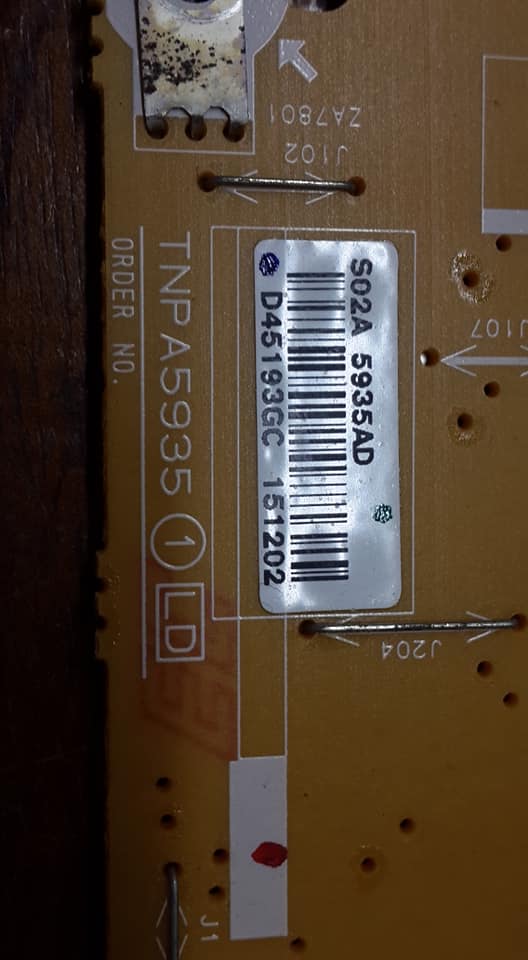 ZA7801
J102
S02A 5935AD
D45193GC 151202
TNPA5935 1 LD
ORDER NO.
J107
J204
J1